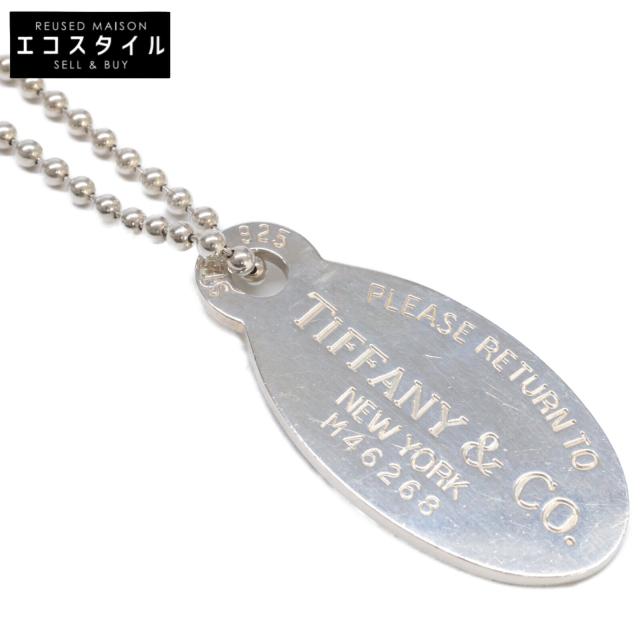 REUSED MAISON
エコスタイル
SELL & BUY
925
PLEASE RETURN TO
TIFFANY & CO.
NEW YORK
M46268